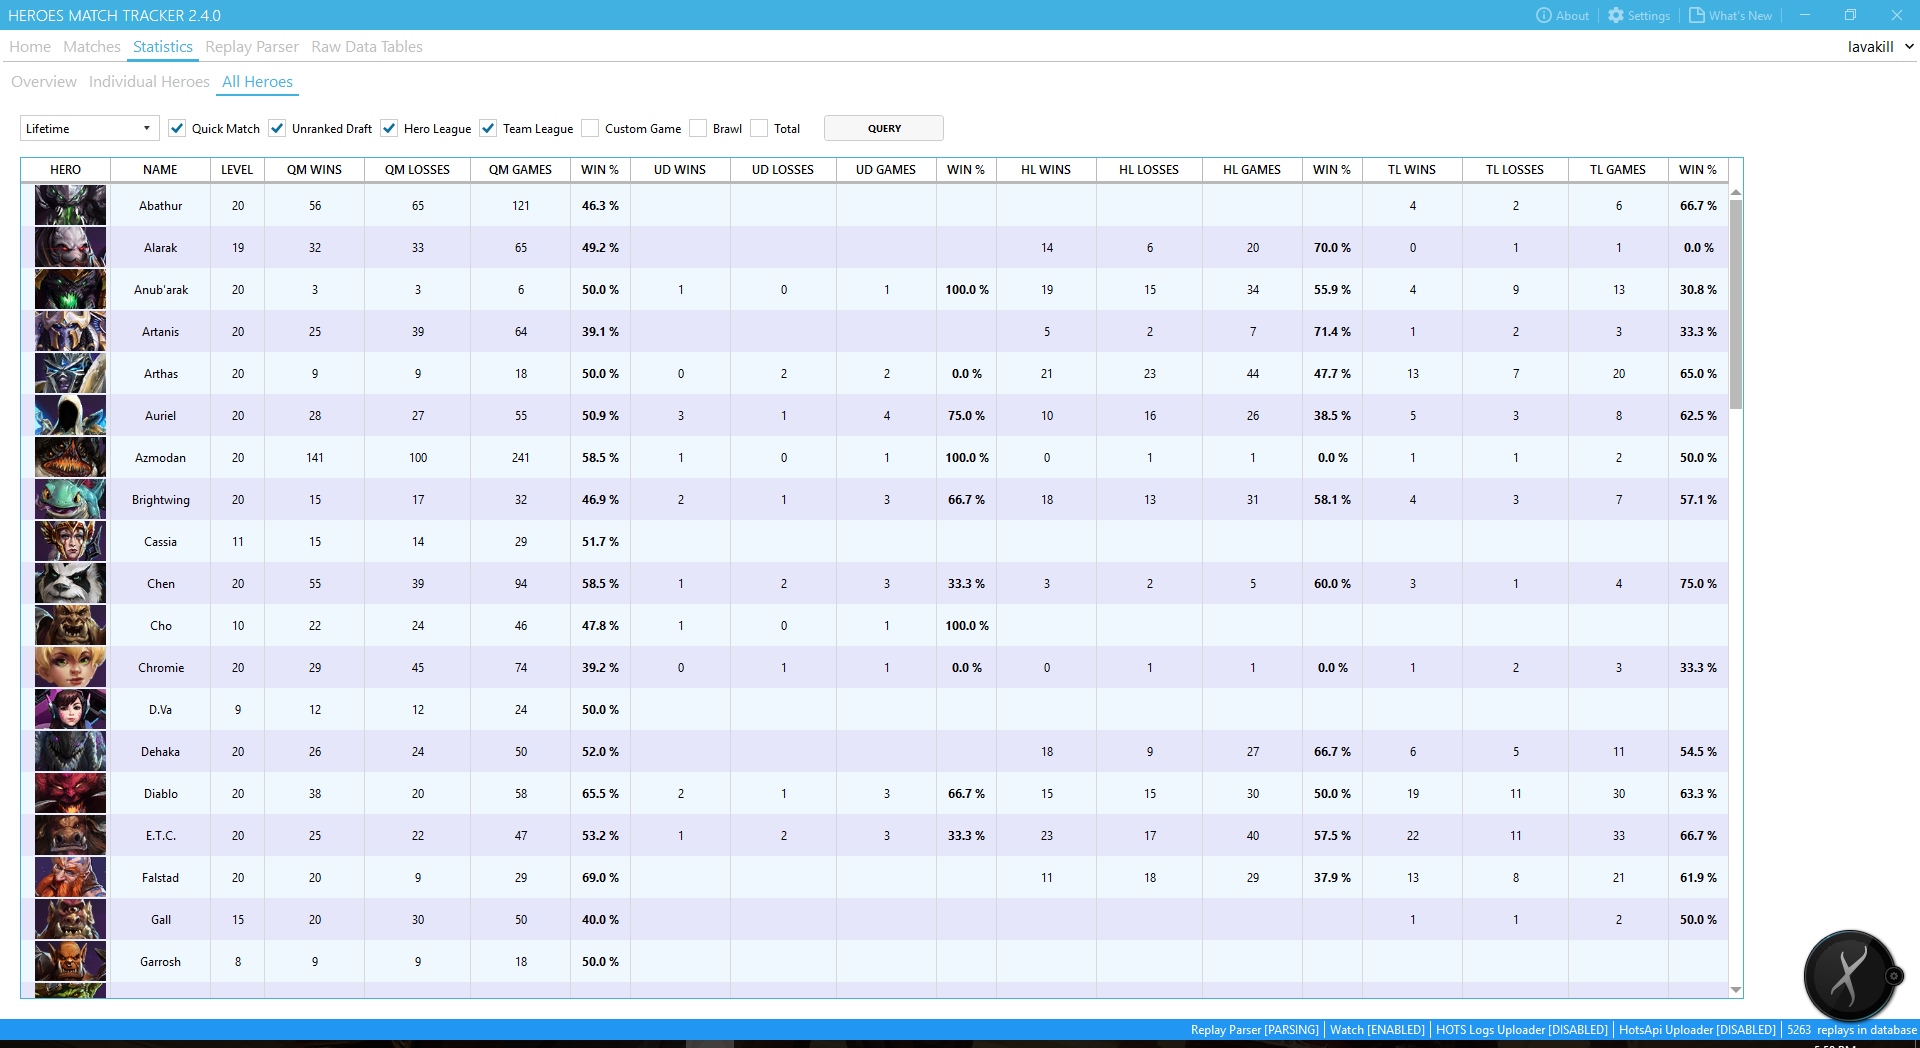 HEROES MATCH TRACKER 2.4.0 About Settings What's New
Home Matches Statistics Replay Parser Raw Data Tables lavakill
Overview Individual Heroes All Heroes
Lifetime Quick Match Unranked Draft Hero League Team League Custom Game Brawl Total QUERY
HERO NAME LEVEL QM WINS QM LOSSES QM GAMES WIN % UD WINS UD LOSSES UD GAMES WIN % HL WINS HL LOSSES HL GAMES WIN % TL WINS TL LOSSES TL GAMES WIN %
Abathur 20 56 65 121 46.3 % 4 2 6 66.7 %
Alarak 19 32 33 65 49.2 % 14 6 20 70.0 % 0 1 1 0.0 %
Anub'arak 20 3 3 6 50.0 % 1 0 1 100.0 % 19 15 34 55.9 % 4 9 13 30.8 %
Artanis 20 25 39 64 39.1 % 5 2 7 71.4 % 1 2 3 33.3 %
Arthas 20 9 9 18 50.0 % 0 2 2 0.0 % 21 23 44 47.7 % 13 7 20 65.0 %
Auriel 20 28 27 55 50.9 % 3 1 4 75.0 % 10 16 26 38.5 % 5 3 8 62.5 %
Azmodan 20 141 100 241 58.5 % 1 0 1 100.0 % 0 1 1 0.0 % 1 1 2 50.0 %
Brightwing 20 15 17 32 46.9 % 2 1 3 66.7 % 18 13 31 58.1 % 4 3 7 57.1 %
Cassia 11 15 14 29 51.7 %
Chen 20 55 39 94 58.5 % 1 2 3 33.3 % 3 2 5 60.0 % 3 1 4 75.0 %
Cho 10 22 24 46 47.8 % 1 0 1 100.0 %
Chromie 20 29 45 74 39.2 % 0 1 1 0.0 % 0 1 1 0.0 % 1 2 3 33.3 %
D.Va 9 12 12 24 50.0 %
Dehaka 20 26 24 50 52.0 % 18 9 27 66.7 % 6 5 11 54.5 %
Diablo 20 38 20 58 65.5 % 2 1 3 66.7 % 15 15 30 50.0 % 19 11 30 63.3 %
E.T.C. 20 25 22 47 53.2 % 1 2 3 33.3 % 23 17 40 57.5 % 22 11 33 66.7 %
Falstad 20 20 9 29 69.0 % 11 18 29 37.9 % 13 8 21 61.9 %
Gall 15 20 30 50 40.0 % 1 1 2 50.0 %
Garrosh 8 9 9 18 50.0 %
Replay Parser [PARSING] Watch [ENABLED] HOTS Logs Uploader [DISABLED] HotsApi Uploader [DISABLED] 5263 replays in database